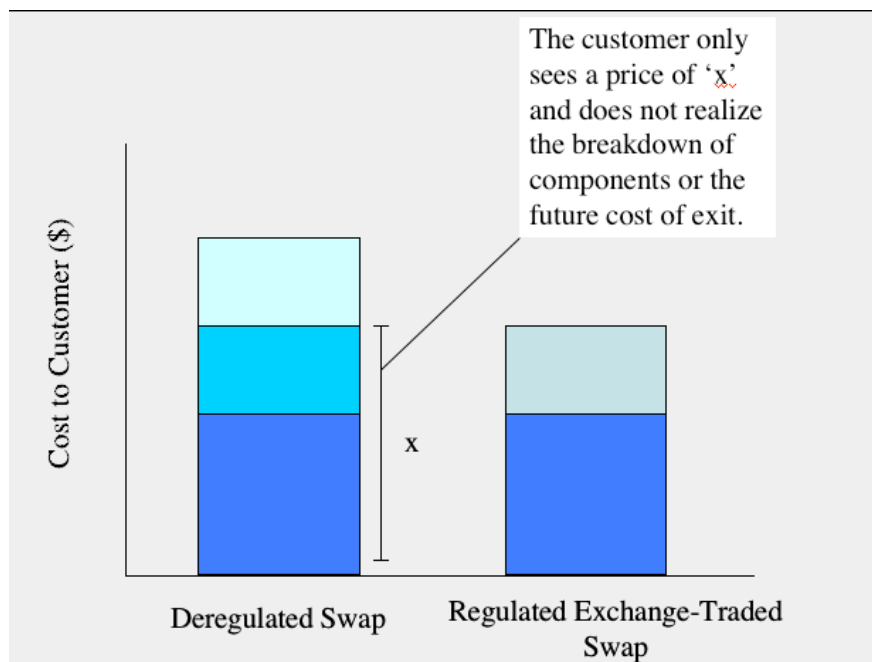 The customer only
sees a price of ‘x’
and does not realize
the breakdown of
components or the
future cost of exit.
Cost to Customer ($)
x
Deregulated Swap
Regulated Exchange-Traded
Swap